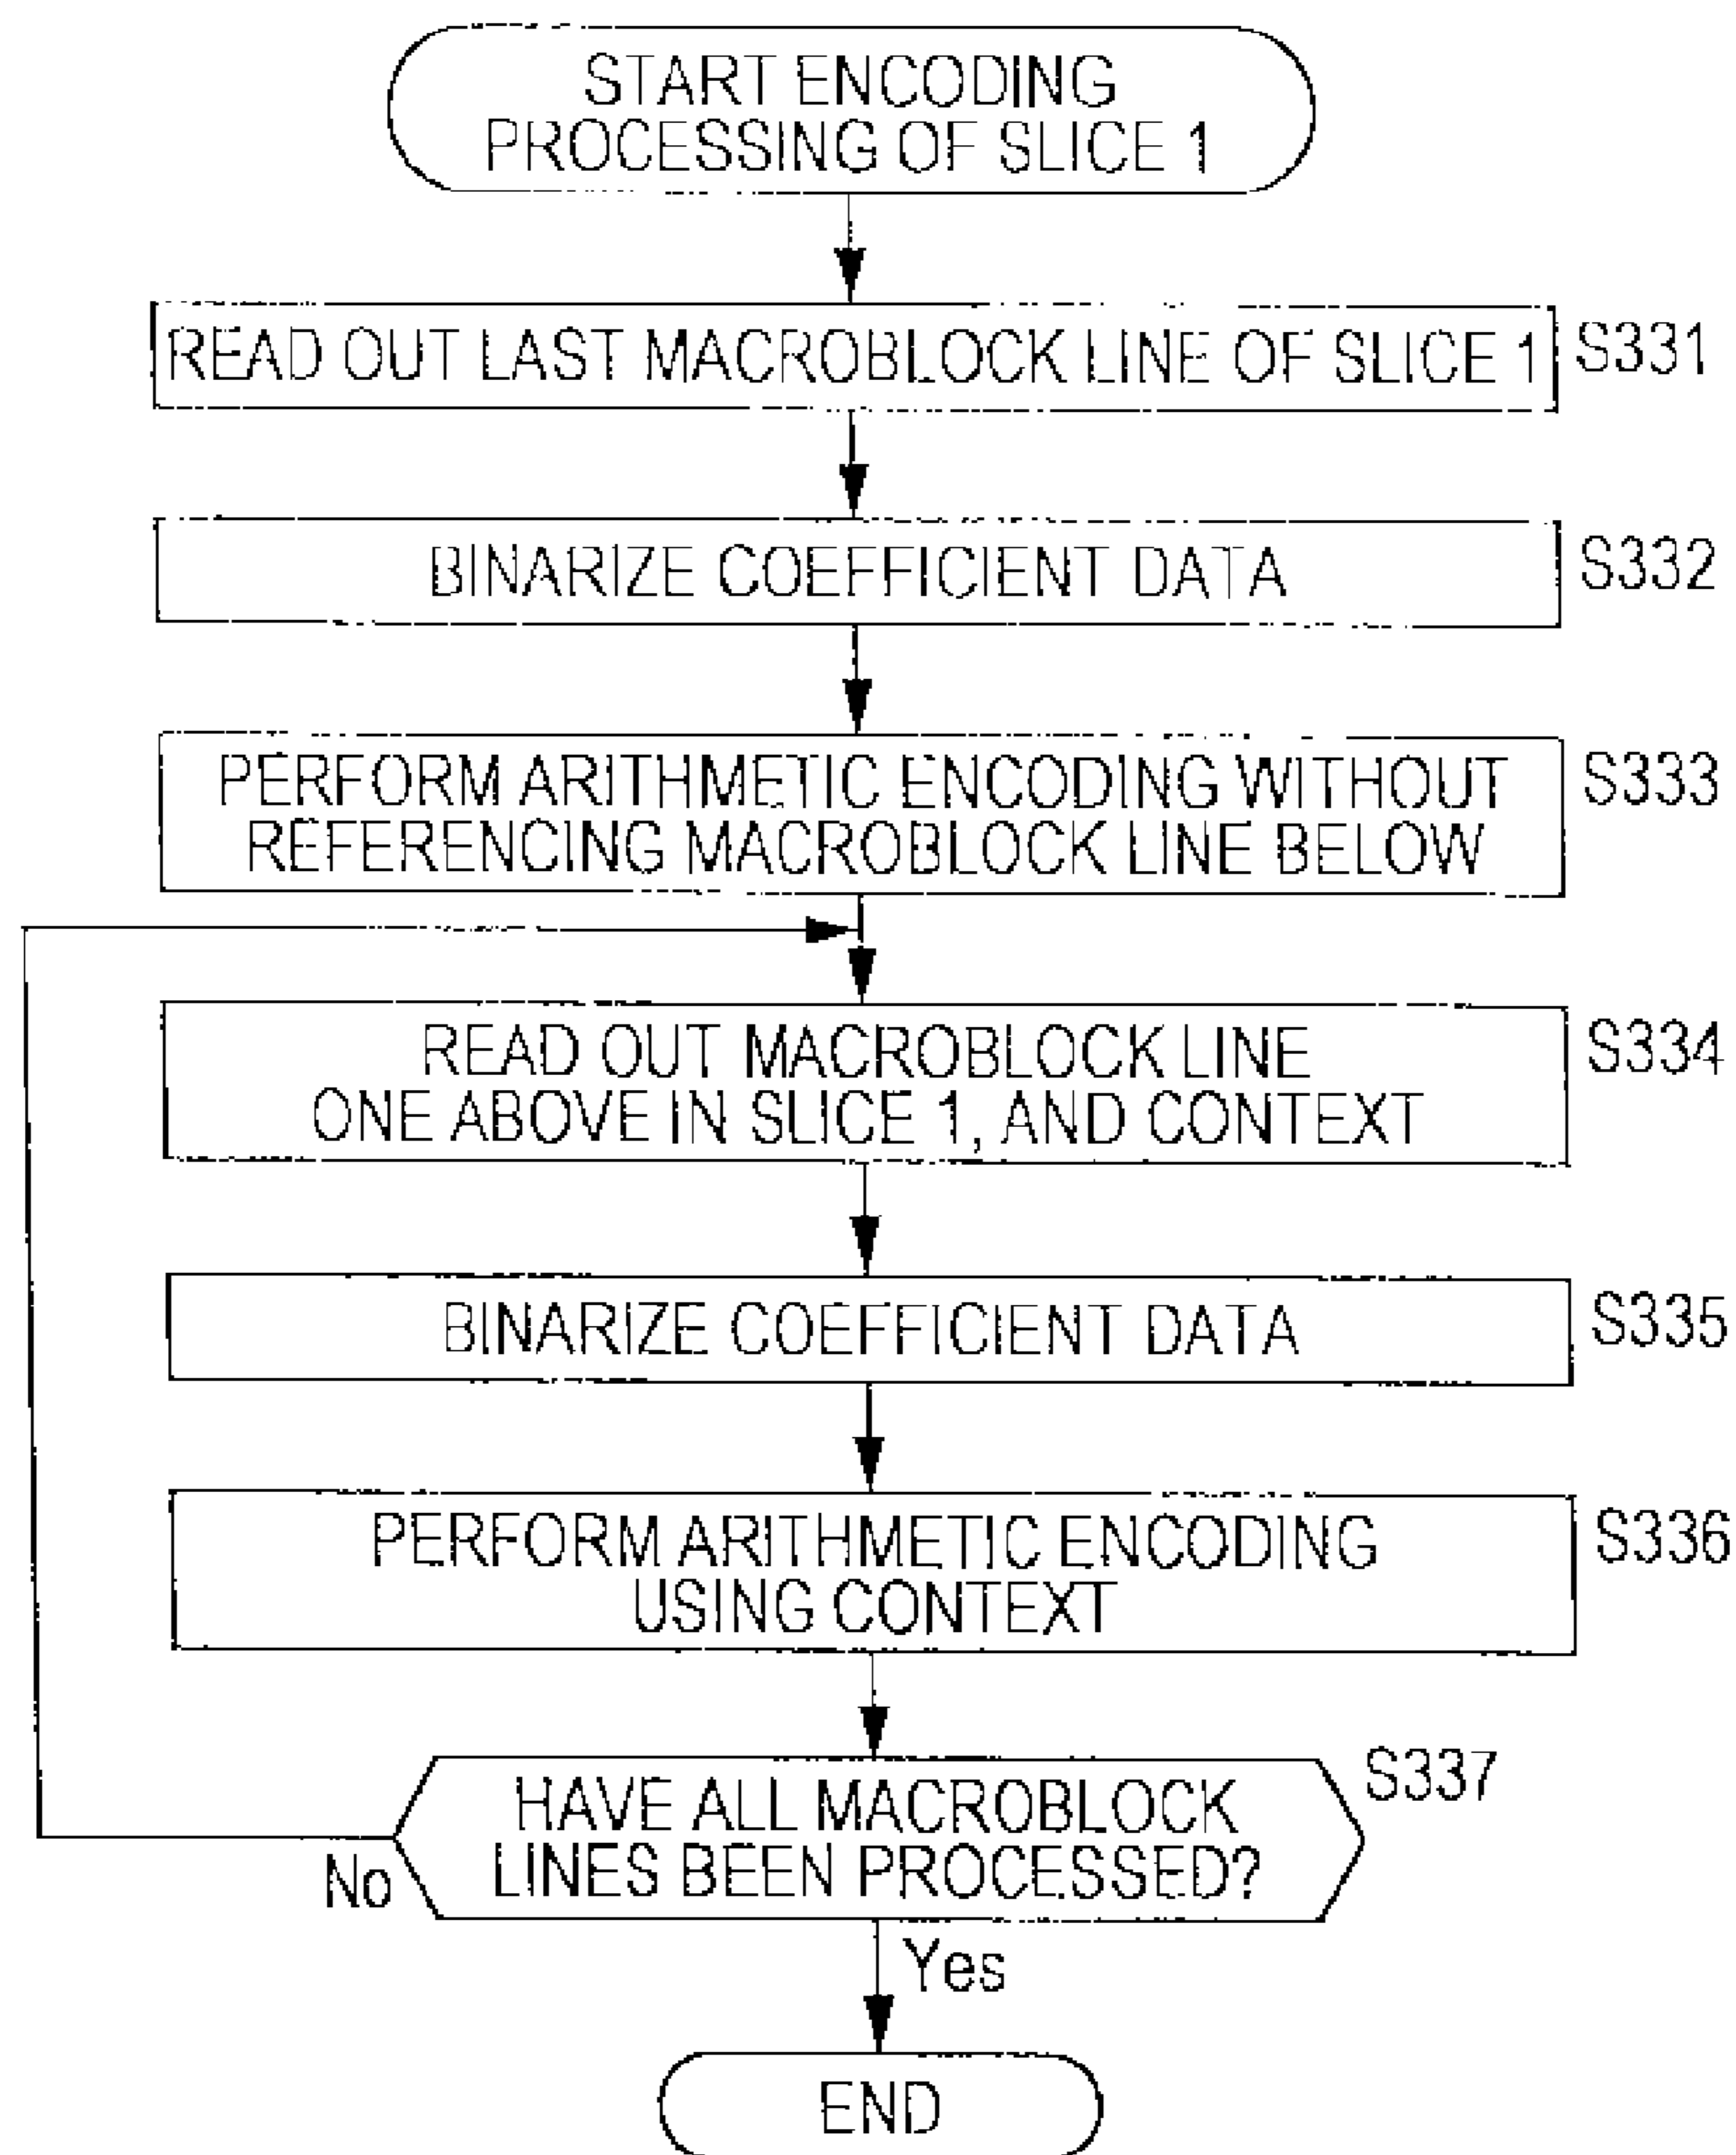 START ENCODING
PROCESSING OF SLICE 1
READ OUT LAST MACROBLOCK LINE OF SLICE 1
S331
BINARIZE COEFFICIENT DATA
S332
PERFORM ARITHMETIC ENCODING WITHOUT
REFERENCING MACROBLOCK LINE BELOW
S333
READ OUT MACROBLOCK LINE
ONE ABOVE IN SLICE 1, AND CONTEXT
S334
BINARIZE COEFFICIENT DATA
S335
PERFORM ARITHMETIC ENCODING
USING CONTEXT
S336
HAVE ALL MACROBLOCK
LINES BEEN PROCESSED?
S337
No
Yes
END